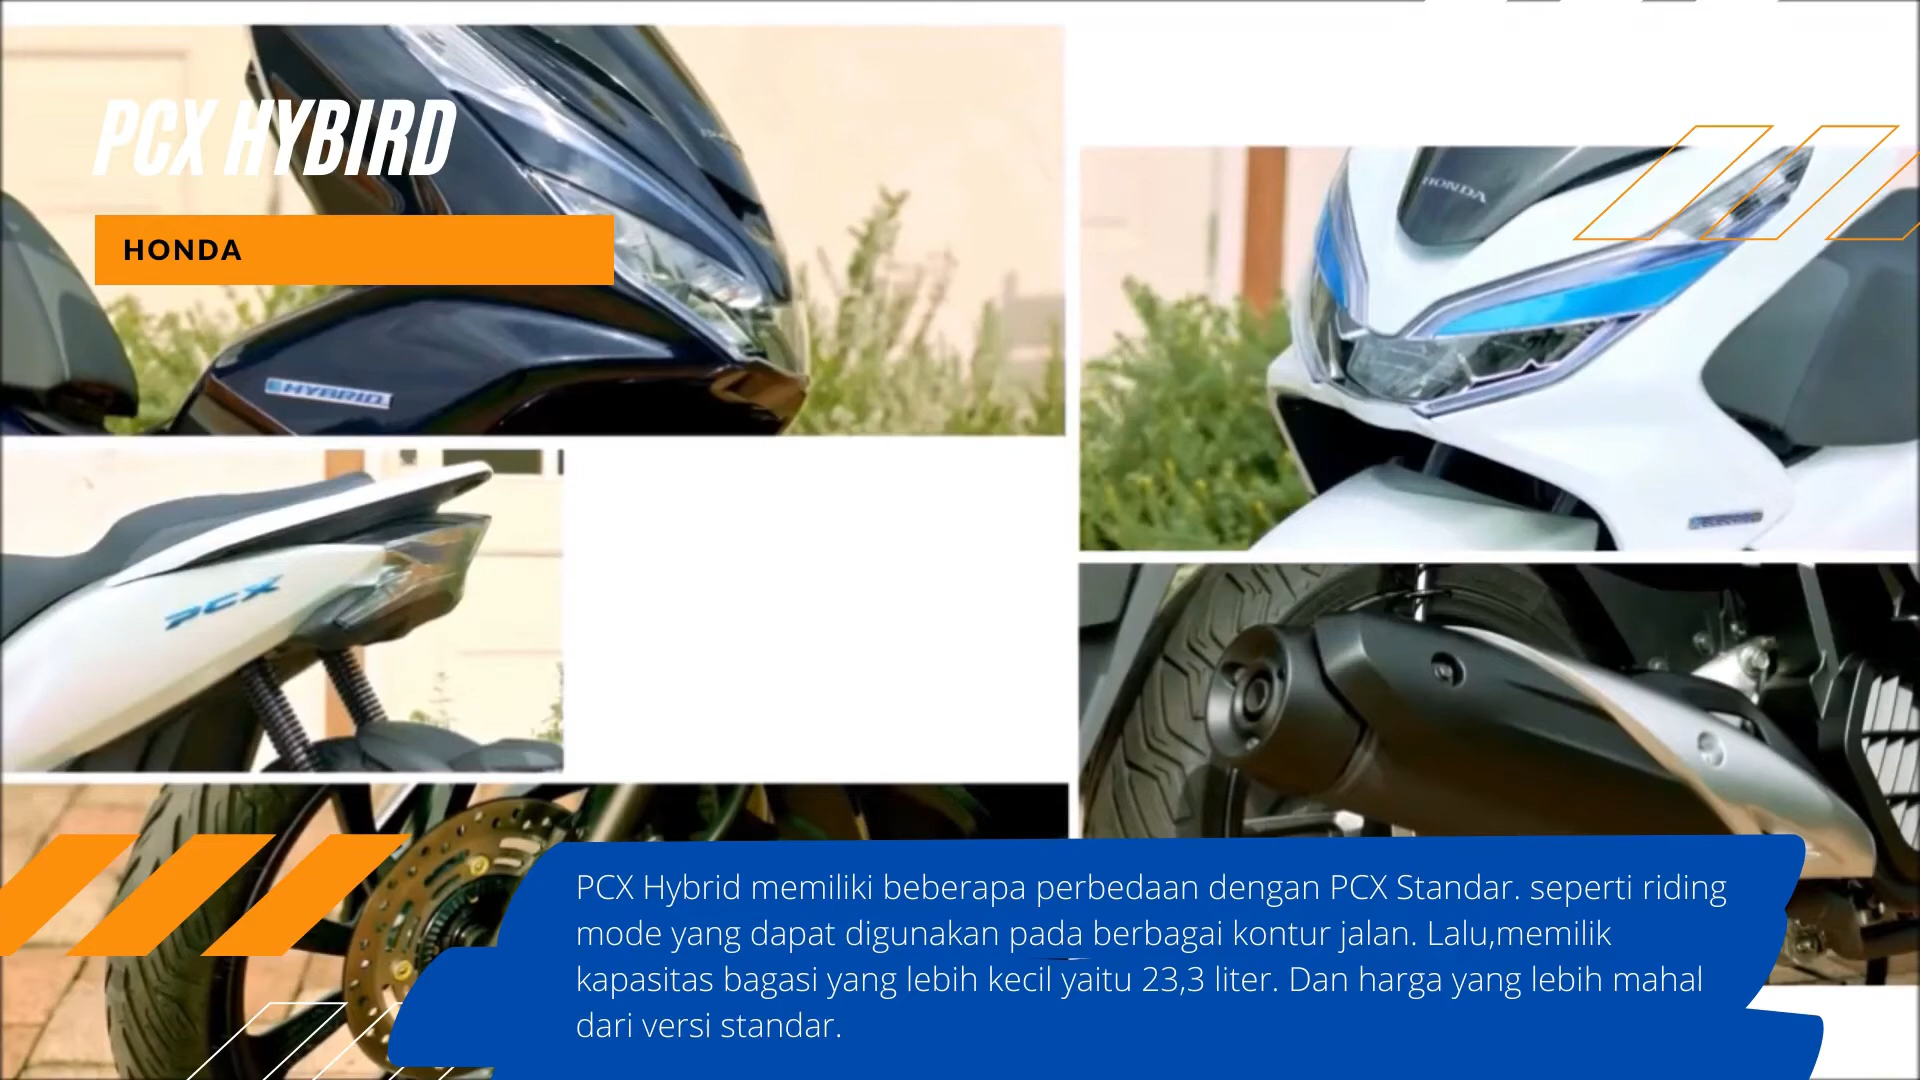 PCX HYBIRD
HONDA
HYBRID
HONDA
PCX
PCX Hybrid memiliki beberapa perbedaan dengan PCX Standar. seperti riding
mode yang dapat digunakan pada berbagai kontur jalan. Lalu,memilik
kapasitas bagasi yang lebih kecil yaitu 23,3 liter. Dan harga yang lebih mahal
dari versi standar.